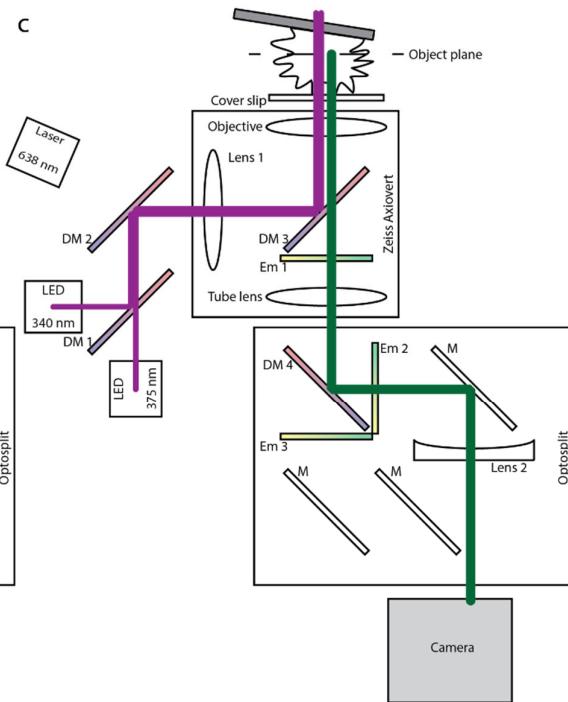 C
Object plane
Cover slip
Objective
Laser
638 nm
Lens 1
Zeiss Axiovert
DM 2
DM 3
Em 1
LED
340 nm
Tube lens
DM 1
LED
375 nm
Optosplit
DM 4
Em 2
M
Em 3
Lens 2
Optosplit
M
M
Camera